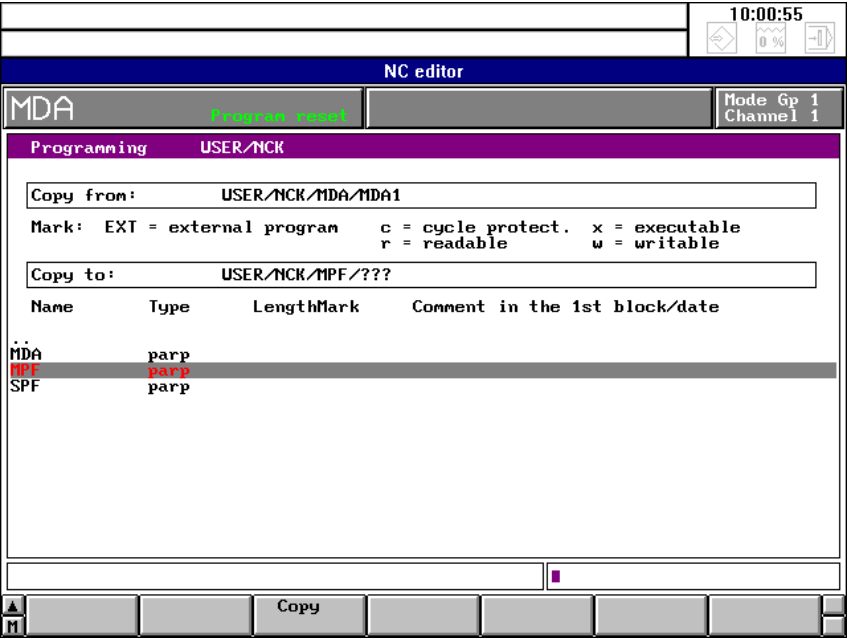 10:00:55
0 %
NC editor
MDA Program reset Mode Gp 1
Channel 1
Programming USER/NCK
Copy from: USER/NCK/MDA/MDA1
Mark: EXT = external program c = cycle protect. x = executable
r = readable w = writable
Copy to: USER/NCK/MPF/???
Name Type LengthMark Comment in the 1st block/date
..
MDA parp
MPF parp
SPF parp
Copy
M